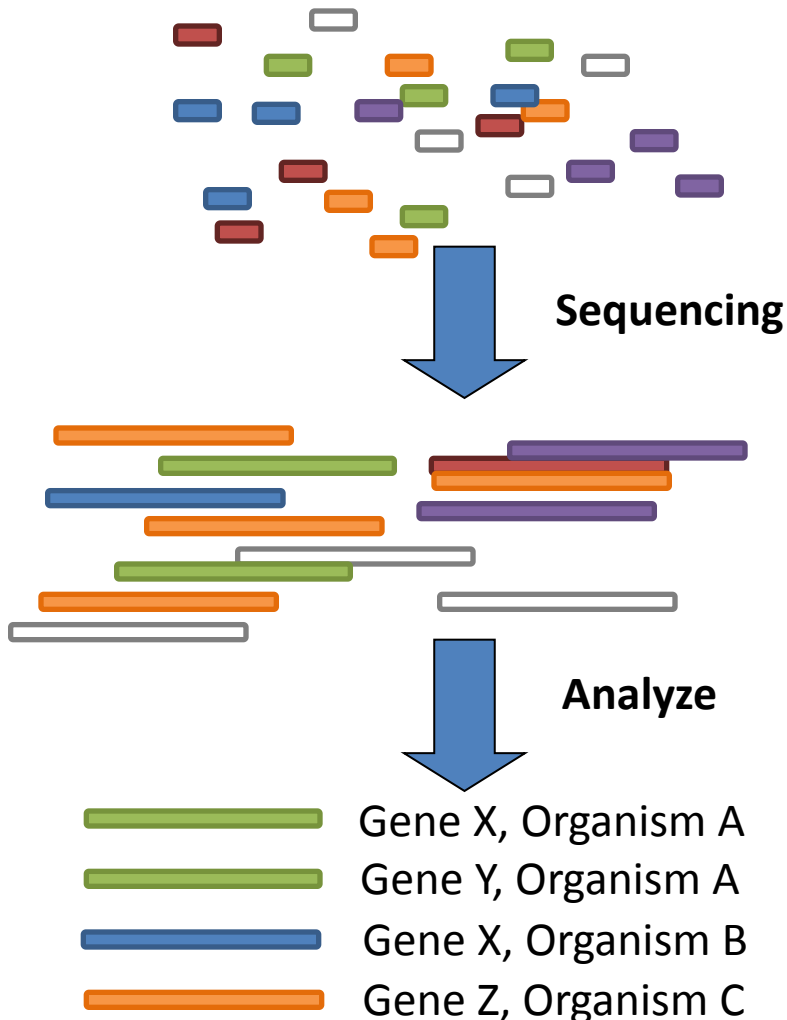 Sequencing
Analyze
Gene X, Organism A
Gene Y, Organism A
Gene X, Organism B
Gene Z, Organism C